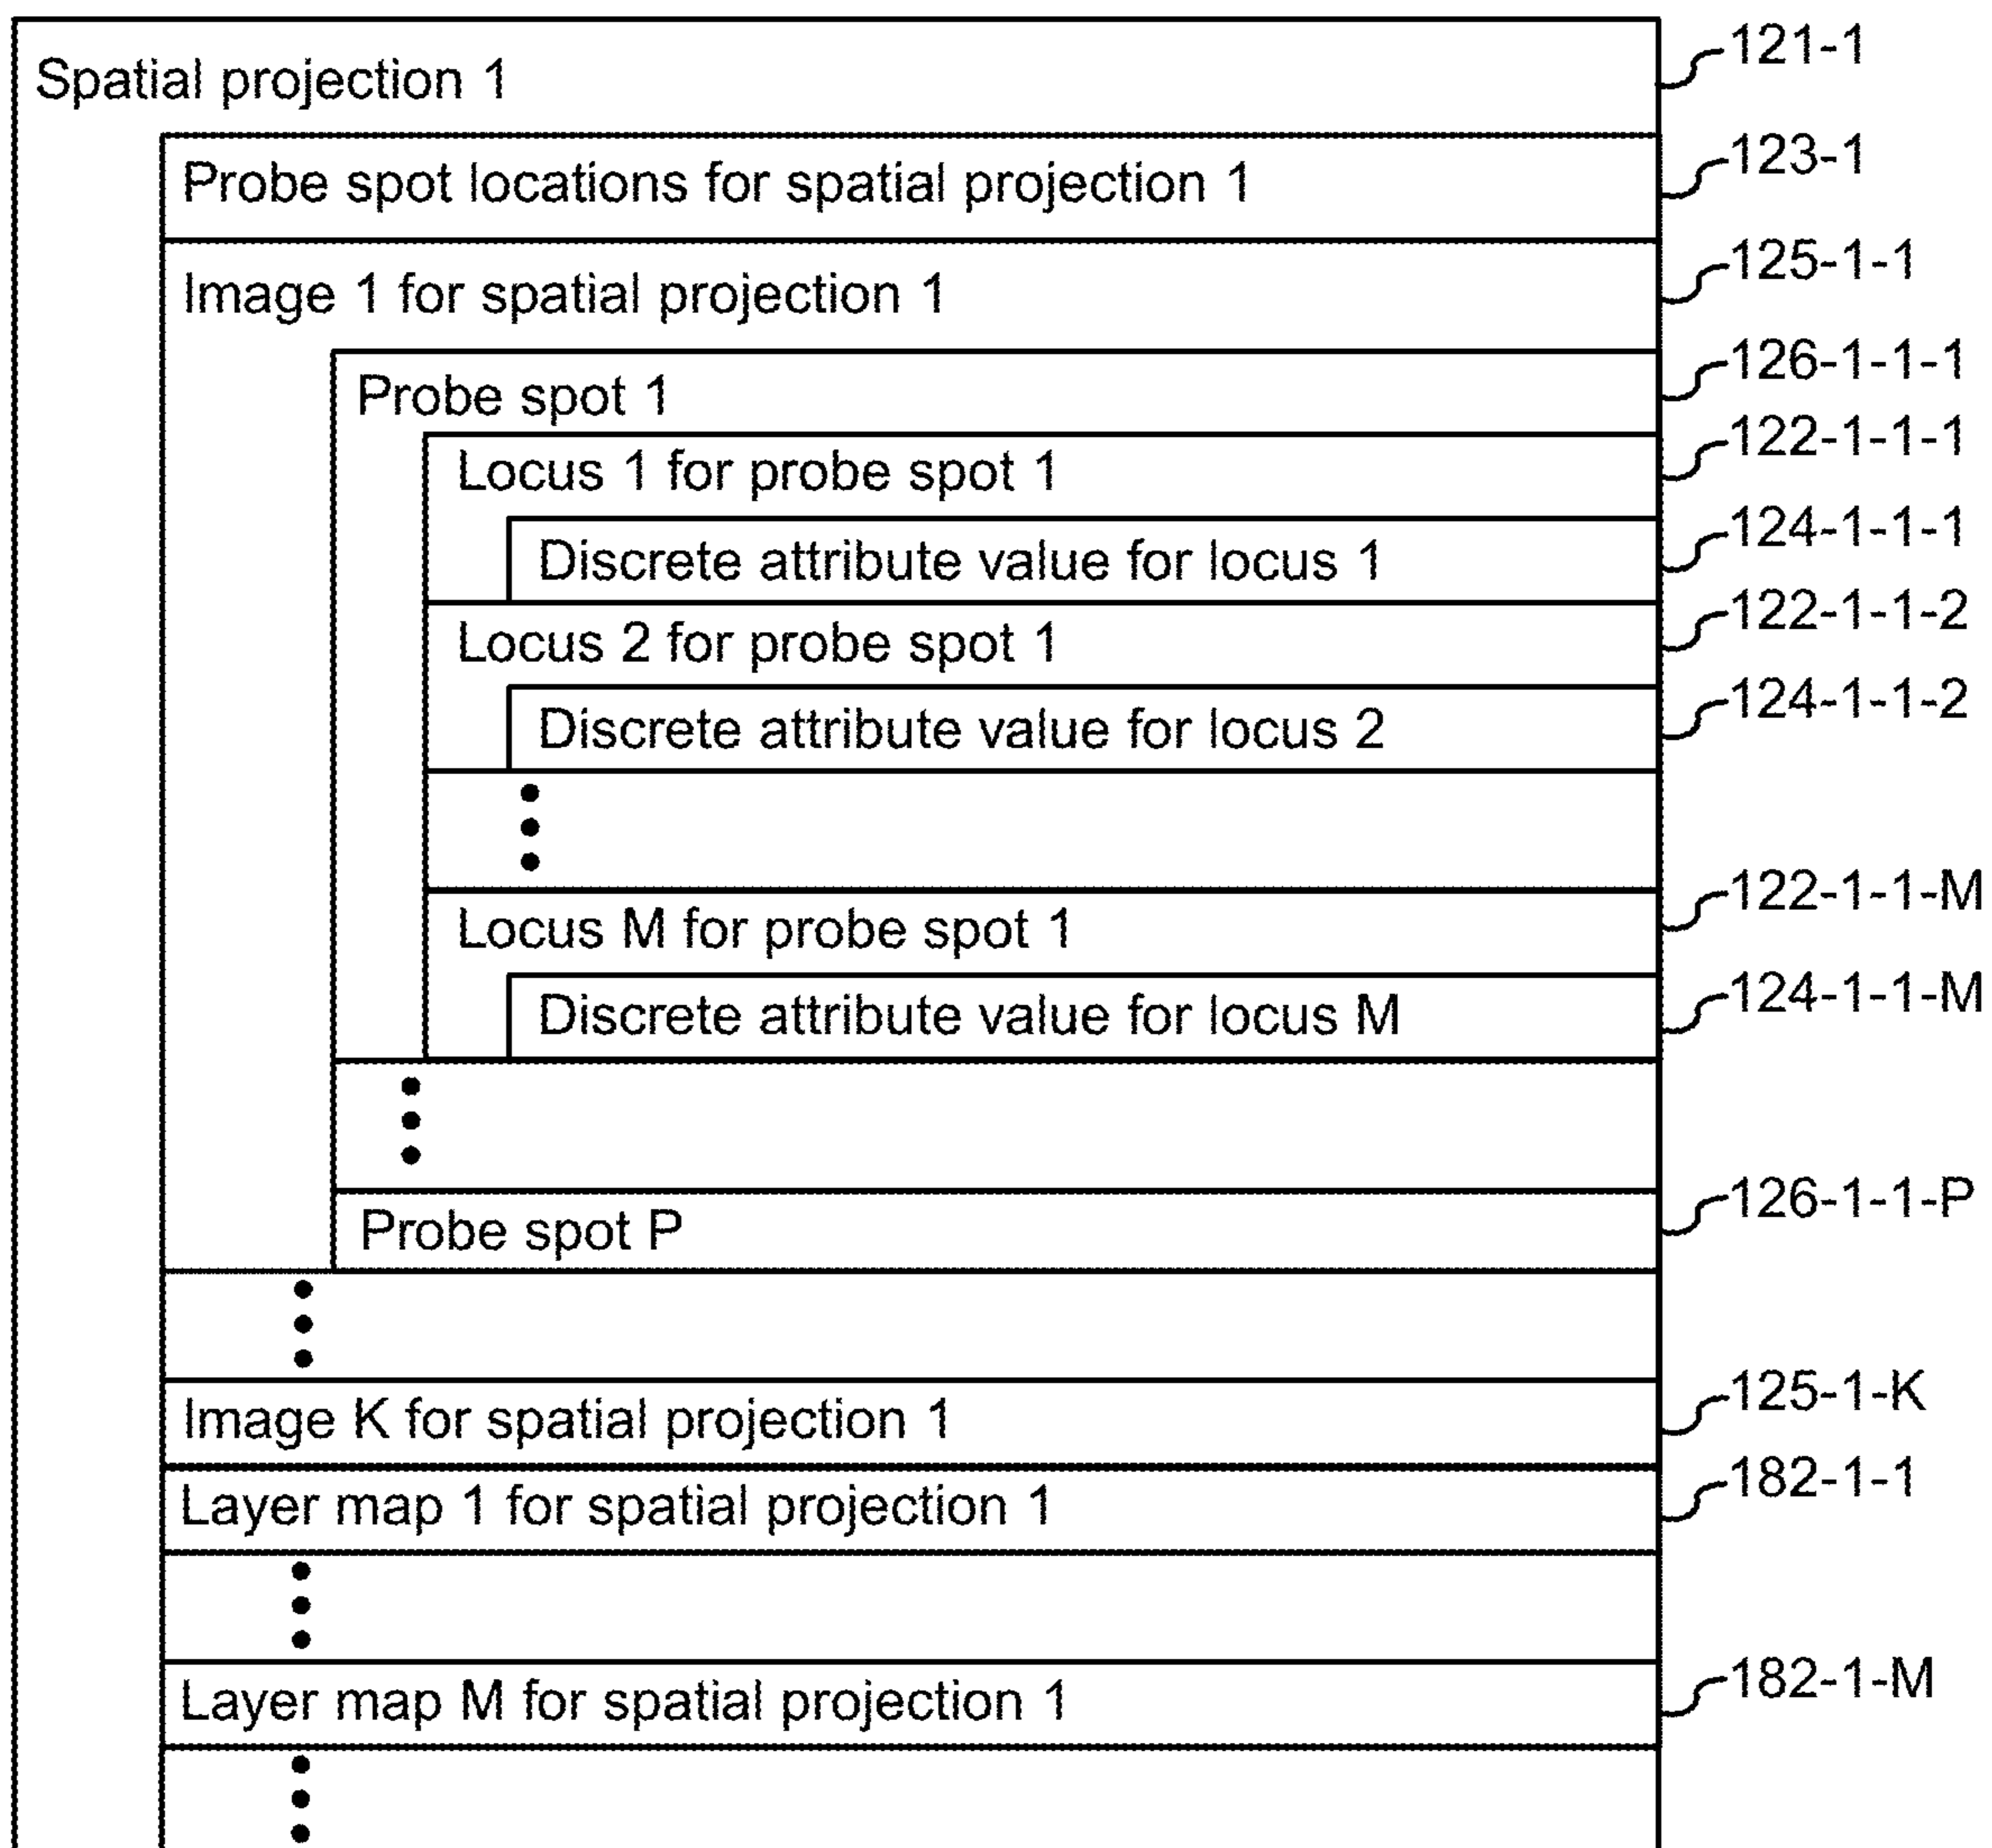 Spatial projection 1 121-1
Probe spot locations for spatial projection 1 123-1
Image 1 for spatial projection 1 125-1-1
Probe spot 1 126-1-1-1
Locus 1 for probe spot 1 122-1-1-1
Discrete attribute value for locus 1 124-1-1-1
Locus 2 for probe spot 1 122-1-1-2
Discrete attribute value for locus 2 124-1-1-2
Locus M for probe spot 1 122-1-1-M
Discrete attribute value for locus M 124-1-1-M
Probe spot P 126-1-1-P
Image K for spatial projection 1 125-1-K
Layer map 1 for spatial projection 1 182-1-1
Layer map M for spatial projection 1 182-1-M